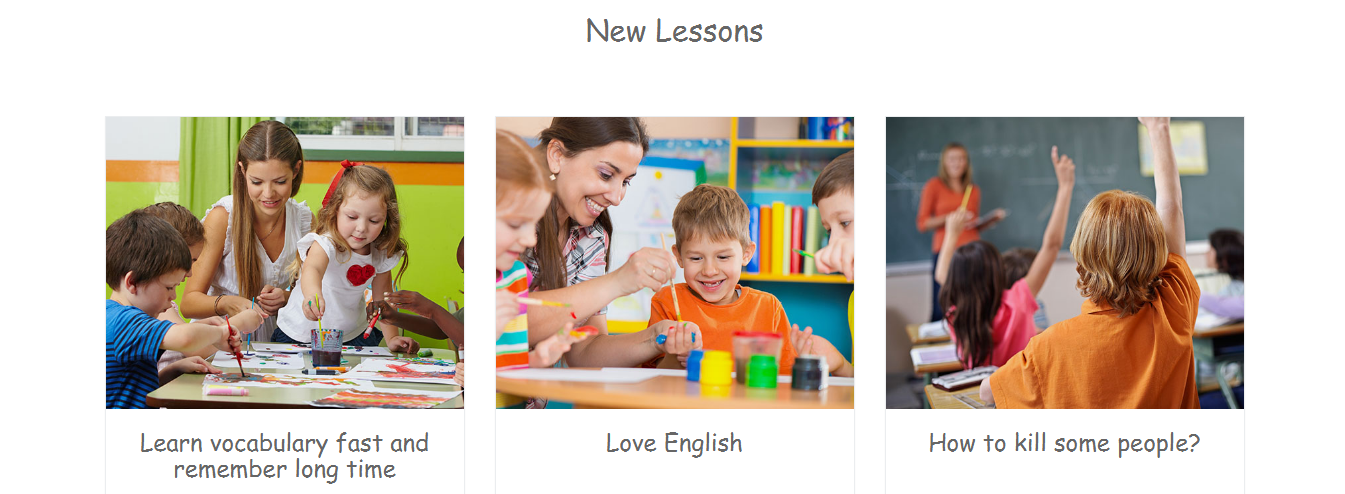 New Lessons
Learn vocabulary fast and
remember long time
Love English
How to kill some people?